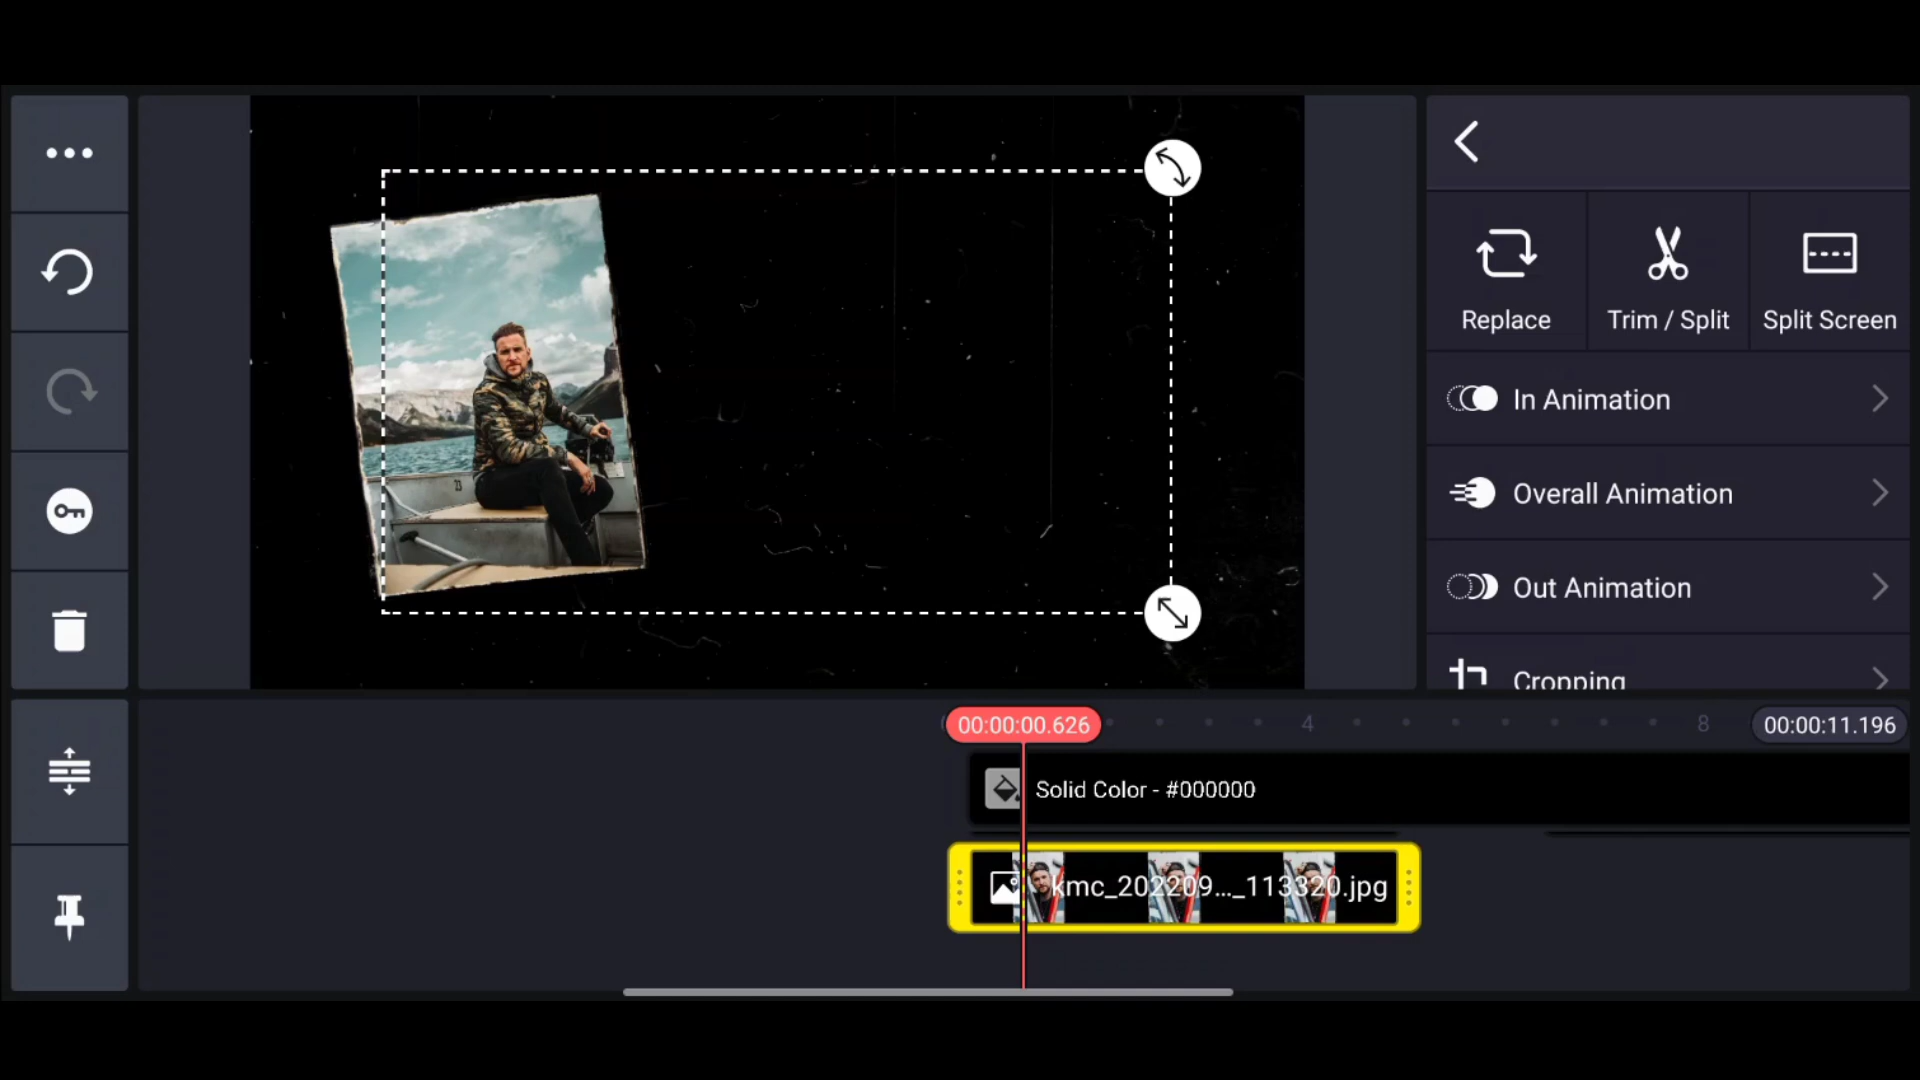 Replace
Trim / Split
Split Screen
In Animation
Overall Animation
Out Animation
Cropping
00:00:00.626
4
8
00:00:11.196
Solid Color - #000000
kmc_202209..._113320.jpg